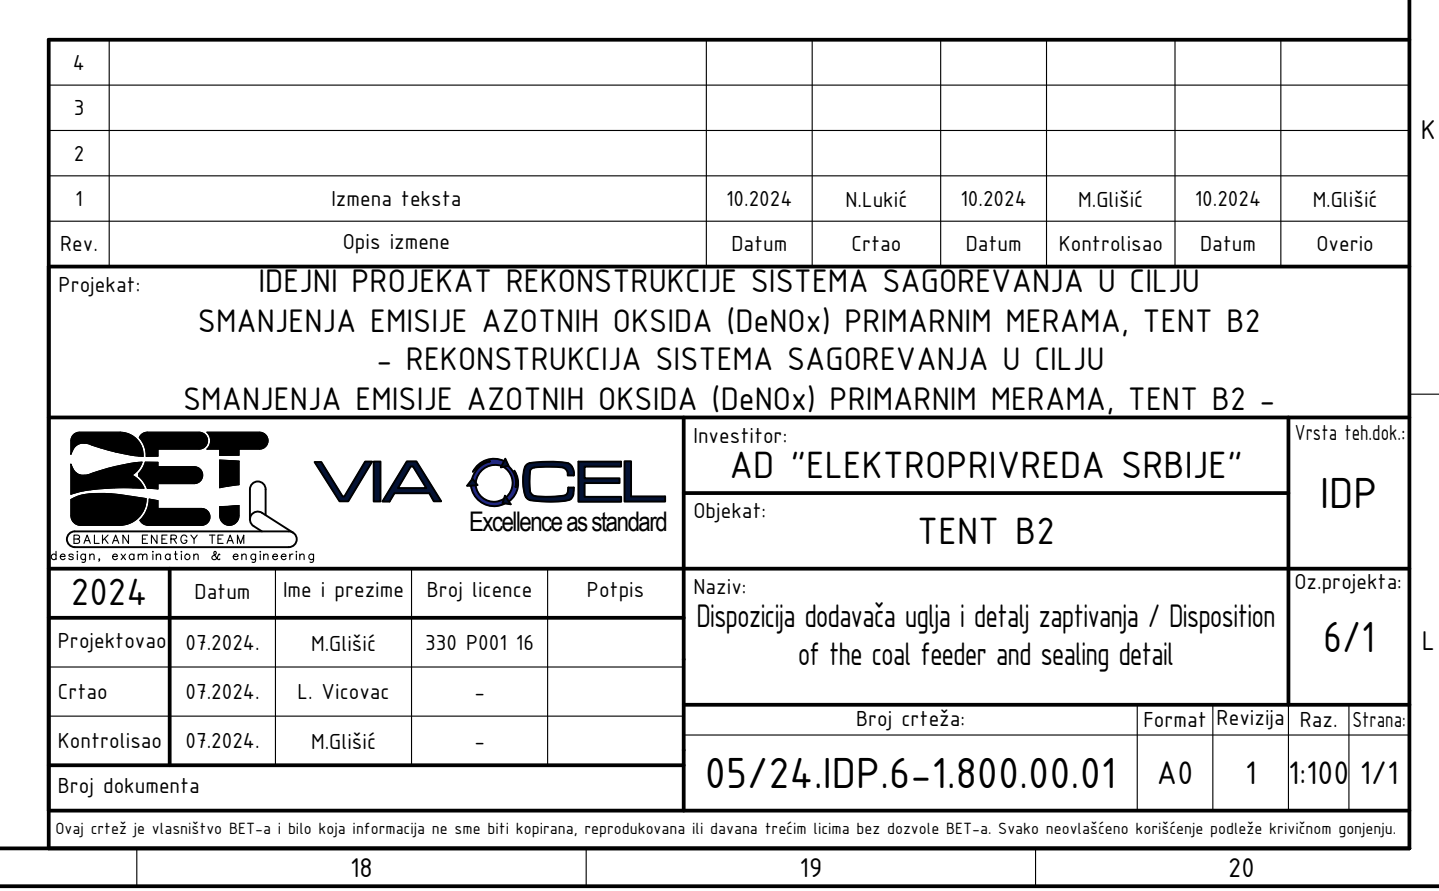 4
3
2
1 Izmena teksta 10.2024 N.Lukić 10.2024 M.Glišić 10.2024 M.Glišić
Rev. Opis izmene Datum Crtao Datum Kontrolisao Datum Overio
K
Projekat: IDEJNI PROJEKAT REKONSTRUKCIJE SISTEMA SAGOREVANJA U CILJU
SMANJENJA EMISIJE AZOTNIH OKSIDA (DeNOx) PRIMARNIM MERAMA, TENT B2
- REKONSTRUKCIJA SISTEMA SAGOREVANJA U CILJU
SMANJENJA EMISIJE AZOTNIH OKSIDA (DeNOx) PRIMARNIM MERAMA, TENT B2 -
BET
BALKAN ENERGY TEAM
design, examination & engineering
VIA OCEL
Excellence as standard
Investitor:
AD "ELEKTROPRIVREDA SRBIJE"
Objekat:
TENT B2
Vrsta teh.dok.:
IDP
2024 Datum Ime i prezime Broj licence Potpis
Projektovao 07.2024. M.Glišić 330 P001 16
Crtao 07.2024. L. Vicovac -
Kontrolisao 07.2024. M.Glišić -
Broj dokumenta
Naziv:
Dispozicija dodavača uglja i detalj zaptivanja / Disposition
of the coal feeder and sealing detail
Oz.projekta:
6/1
L
Broj crteža: Format Revizija Raz. Strana:
05/24.IDP.6-1.800.00.01 A0 1 1:100 1/1
Ovaj crtež je vlasništvo BET-a i bilo koja informacija ne sme biti kopirana, reprodukovana ili davana trećim licima bez dozvole BET-a. Svako neovlašćeno korišćenje podleže krivičnom gonjenju.
18 19 20